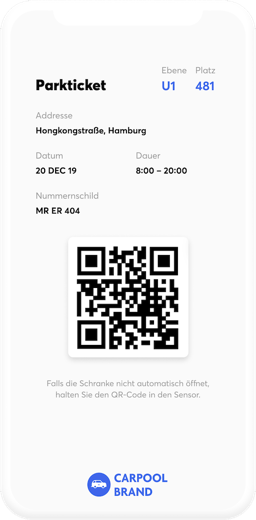 Ebene Platz
Parkticket U1 481
Addresse
Hongkongstraße, Hamburg
Datum Dauer
20 DEC 19 8:00 – 20:00
Nummernschild
MR ER 404
Falls die Schranke nicht automatisch öffnet,
halten Sie den QR-Code in den Sensor.
CARPOOL
BRAND